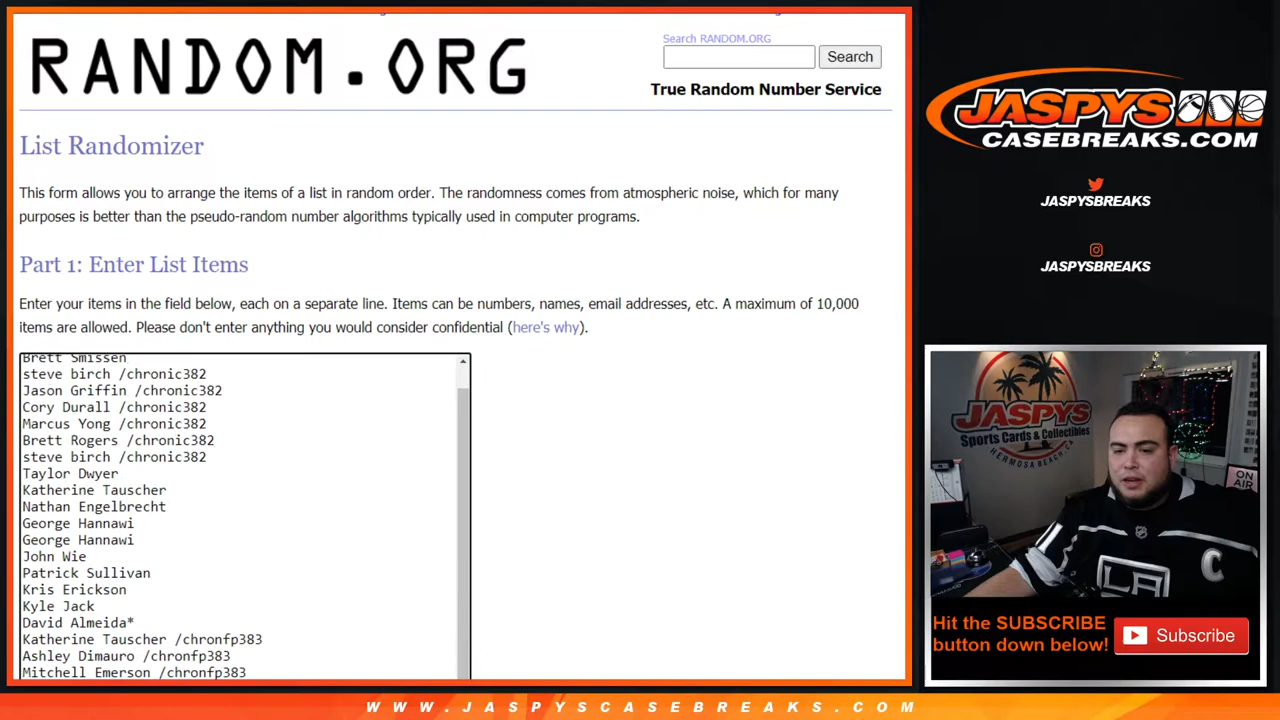 RANDOM.ORG
Search RANDOM.ORG
Search
True Random Number Service
List Randomizer
This form allows you to arrange the items of a list in random order. The randomness comes from atmospheric noise, which for many
purposes is better than the pseudo-random number algorithms typically used in computer programs.
Part 1: Enter List Items
Enter your items in the field below, each on a separate line. Items can be numbers, names, email addresses, etc. A maximum of 10,000
items are allowed. Please don't enter anything you would consider confidential (here's why).
Brett Smissen
steve birch /chronic382
Jason Griffin /chronic382
Cory Durall /chronic382
Marcus Yong /chronic382
Brett Rogers /chronic382
steve birch /chronic382
Taylor Dwyer
Katherine Tauscher
Nathan Engelbrecht
George Hannawi
George Hannawi
John Wie
Patrick Sullivan
Kris Erickson
Kyle Jack
David Almeida*
Katherine Tauscher /chronfp383
Ashley Dimauro /chronfp383
Mitchell Emerson /chronfp383
JASPYS
CASEBREAKS.COM
JASPYSBREAKS
JASPYSBREAKS
JASPYS
Sports Cards & Collectibles
HERMOSA BEACH, CA
ON
AIR
C
LA
Hit the SUBSCRIBE
button down below!
Subscribe
WWW.JASPYSCASEBREAKS.COM